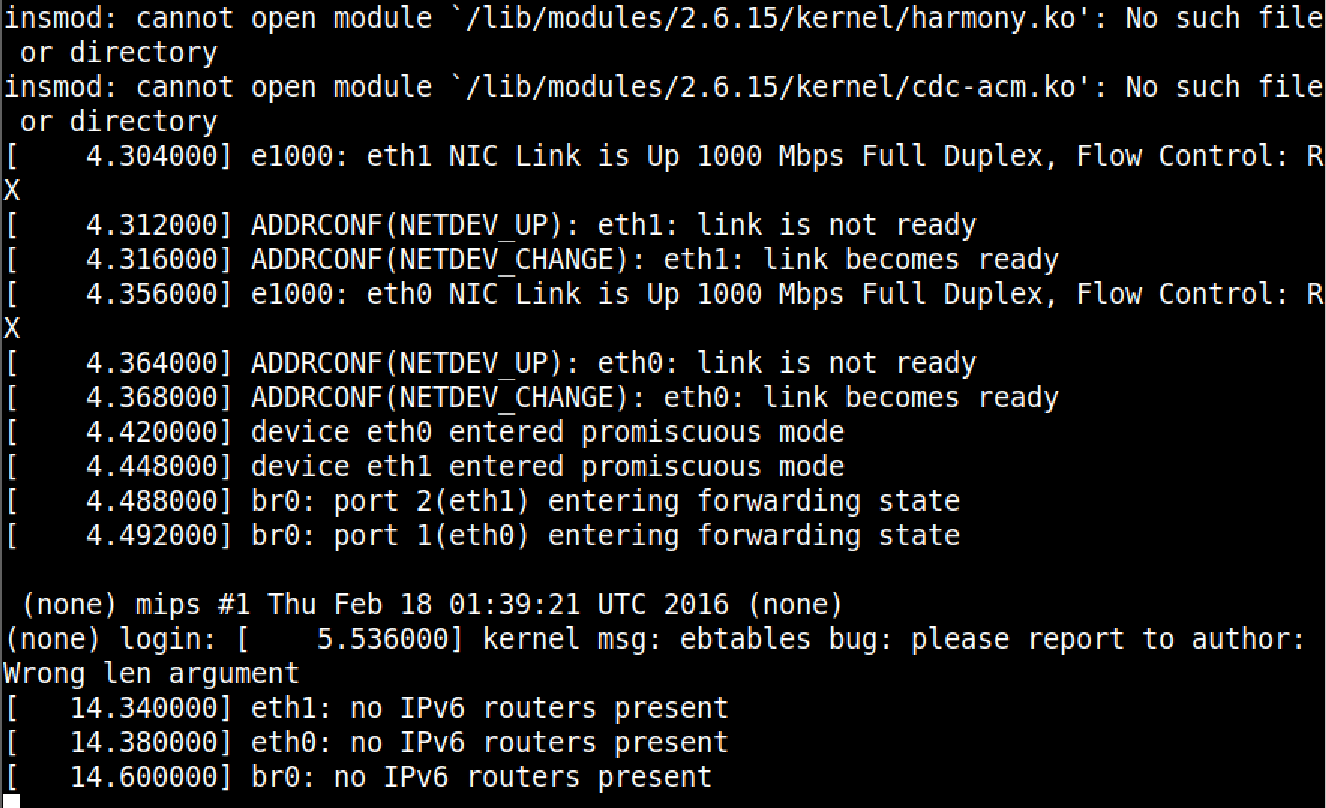 insmod: cannot open module `/lib/modules/2.6.15/kernel/harmony.ko': No such file
 or directory
insmod: cannot open module `/lib/modules/2.6.15/kernel/cdc-acm.ko': No such file
 or directory
[    4.304000] e1000: eth1 NIC Link is Up 1000 Mbps Full Duplex, Flow Control: R
X
[    4.312000] ADDRCONF(NETDEV_UP): eth1: link is not ready
[    4.316000] ADDRCONF(NETDEV_CHANGE): eth1: link becomes ready
[    4.356000] e1000: eth0 NIC Link is Up 1000 Mbps Full Duplex, Flow Control: R
X
[    4.364000] ADDRCONF(NETDEV_UP): eth0: link is not ready
[    4.368000] ADDRCONF(NETDEV_CHANGE): eth0: link becomes ready
[    4.420000] device eth0 entered promiscuous mode
[    4.448000] device eth1 entered promiscuous mode
[    4.488000] br0: port 2(eth1) entering forwarding state
[    4.492000] br0: port 1(eth0) entering forwarding state

 (none) mips #1 Thu Feb 18 01:39:21 UTC 2016 (none)
(none) login: [    5.536000] kernel msg: ebtables bug: please report to author:
Wrong len argument
[   14.340000] eth1: no IPv6 routers present
[   14.380000] eth0: no IPv6 routers present
[   14.600000] br0: no IPv6 routers present